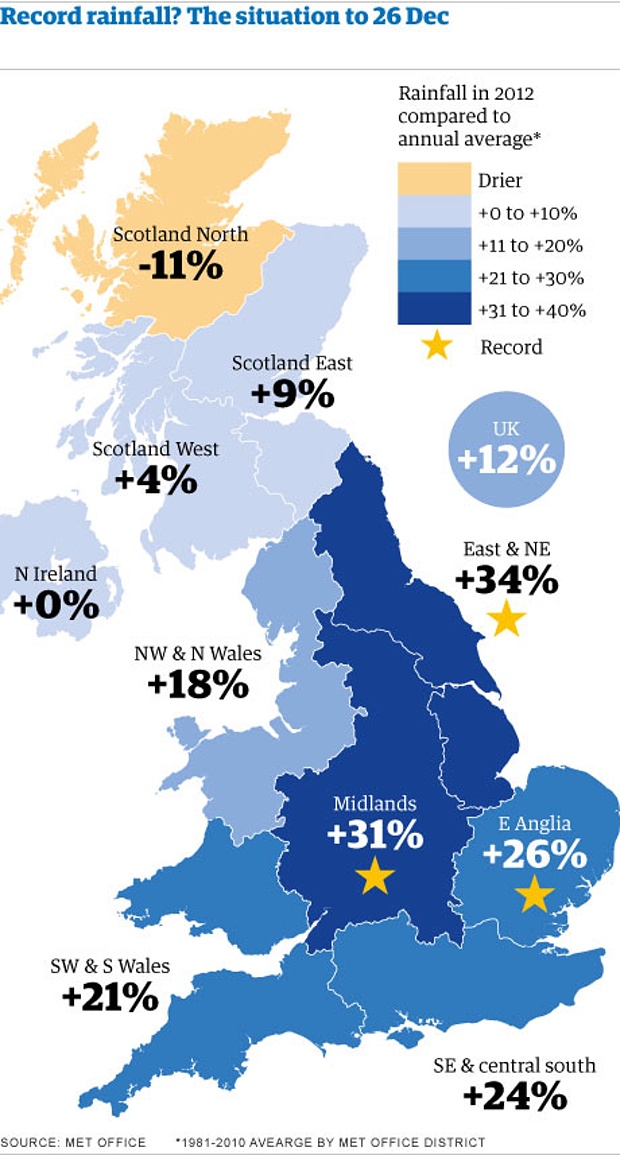 Record rainfall? The situation to 26 Dec
Rainfall in 2012
compared to
annual average*
Drier
+0 to +10%
+11 to +20%
+21 to +30%
+31 to +40%
Record
Scotland North
-11%
Scotland East
+9%
UK
+12%
Scotland West
+4%
East & NE
+34%
N Ireland
+0%
NW & N Wales
+18%
Midlands
+31%
E Anglia
+26%
SW & S Wales
+21%
SE & central south
+24%
SOURCE: MET OFFICE *1981-2010 AVEARGE BY MET OFFICE DISTRICT